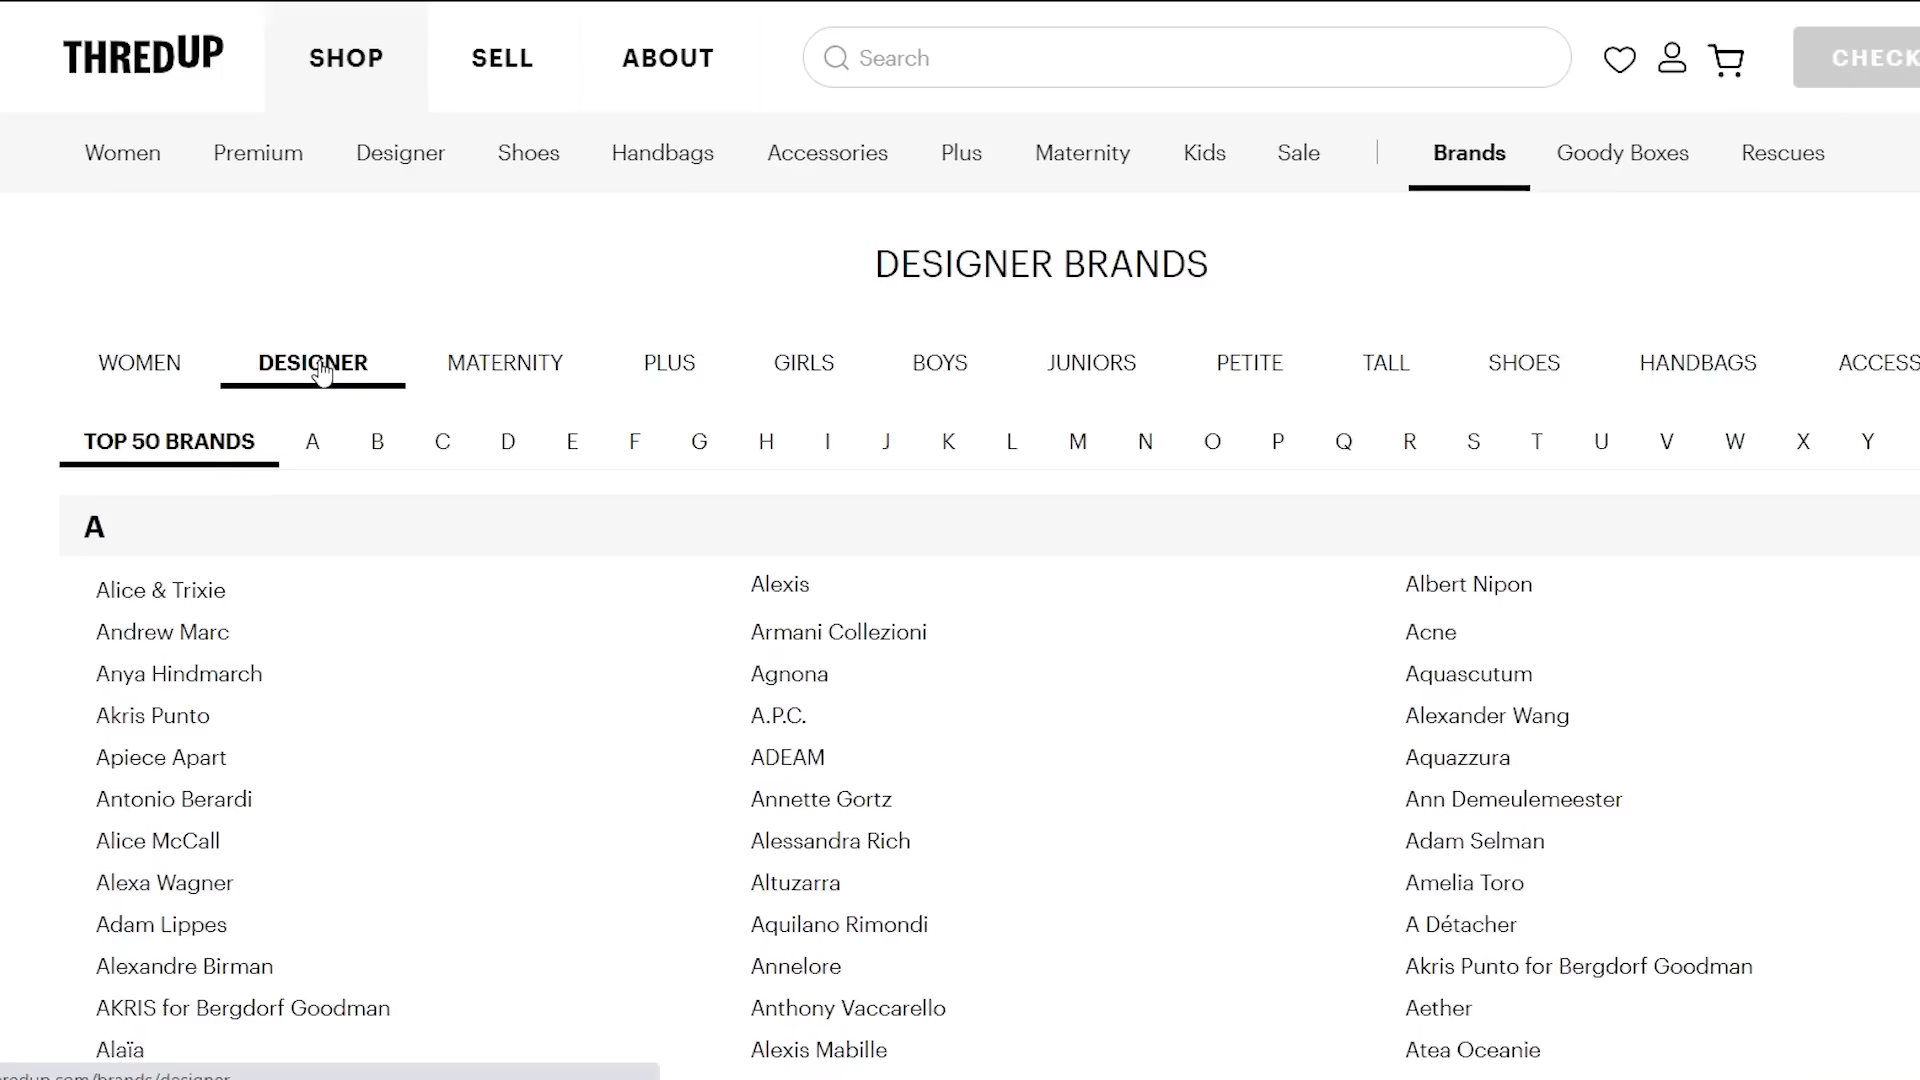 THREDUP SHOP SELL ABOUT Search
Women Premium Designer Shoes Handbags Accessories Plus Maternity Kids Sale | Brands Goody Boxes Rescues
DESIGNER BRANDS
WOMEN DESIGNER MATERNITY PLUS GIRLS BOYS JUNIORS PETITE TALL SHOES HANDBAGS ACCESS
TOP 50 BRANDS A B C D E F G H I J K L M N O P Q R S T U V W X Y
A
Alice & Trixie Alexis Albert Nipon
Andrew Marc Armani Collezioni Acne
Anya Hindmarch Agnona Aquascutum
Akris Punto A.P.C. Alexander Wang
Apiece Apart ADEAM Aquazzura
Antonio Berardi Annette Gortz Ann Demeulemeester
Alice McCall Alessandra Rich Adam Selman
Alexa Wagner Altuzarra Amelia Toro
Adam Lippes Aquilano Rimondi A Détacher
Alexandre Birman Annelore Akris Punto for Bergdorf Goodman
AKRIS for Bergdorf Goodman Anthony Vaccarello Aether
Alaïa Alexis Mabille Atea Oceanie